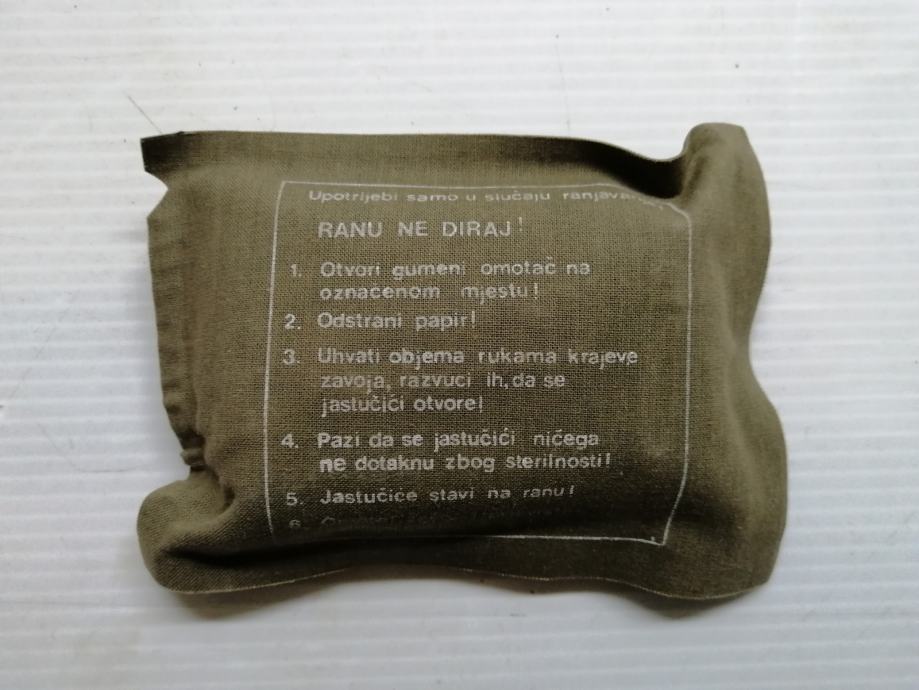 Upotrijebi samo u slučaju
RANU NE DIRAJ!
1. Otvori gumeni omotač na
označenom mjestu!
2. Odstrani papir!
3. Uhvati objema rukama krajeve
zavoja, razvuci ih, da se
jastučići otvore!
4. Pazi da se jastučići ničega
ne dotaknu zbog sterilnosti!
5. Jastučiće stavi na ranu!
6.